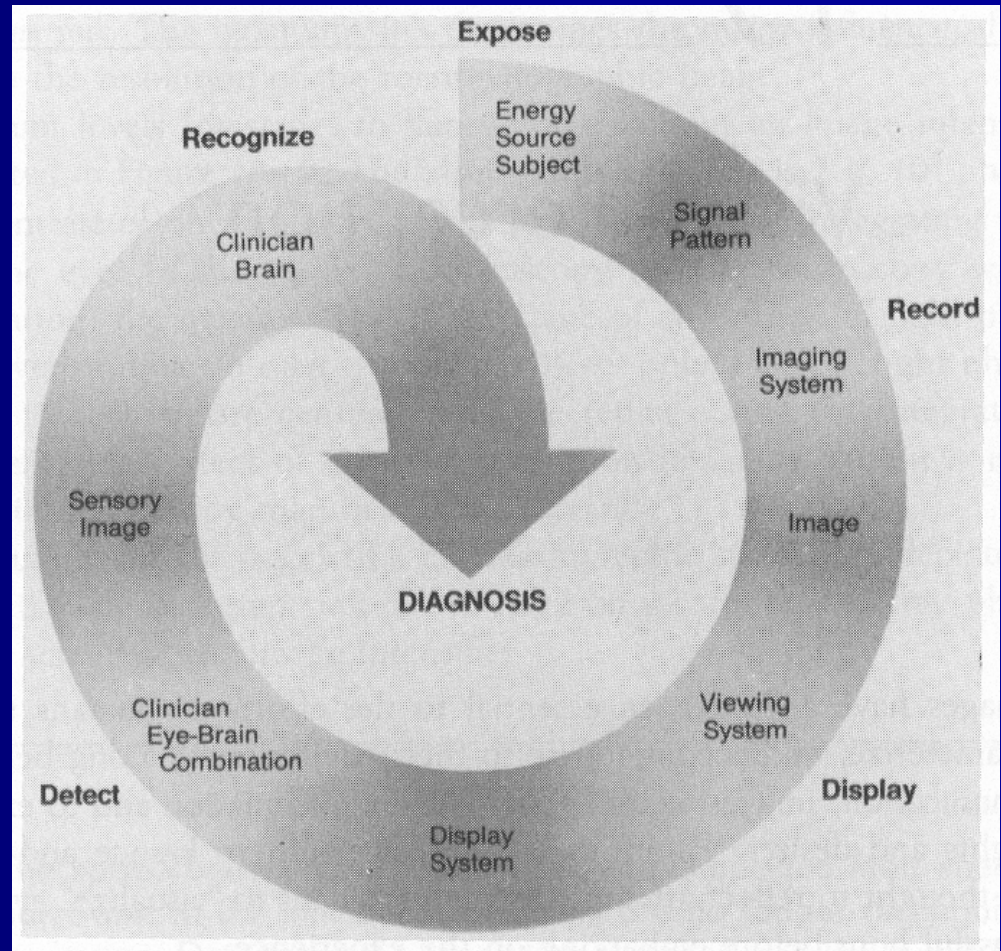 Expose
Energy
Source
Subject
Signal
Pattern
Record
Imaging
System
Image
Viewing
System
Display
Display
System
Clinician
Eye-Brain
Combination
Detect
Sensory
Image
Clinician
Brain
Recognize
DIAGNOSIS